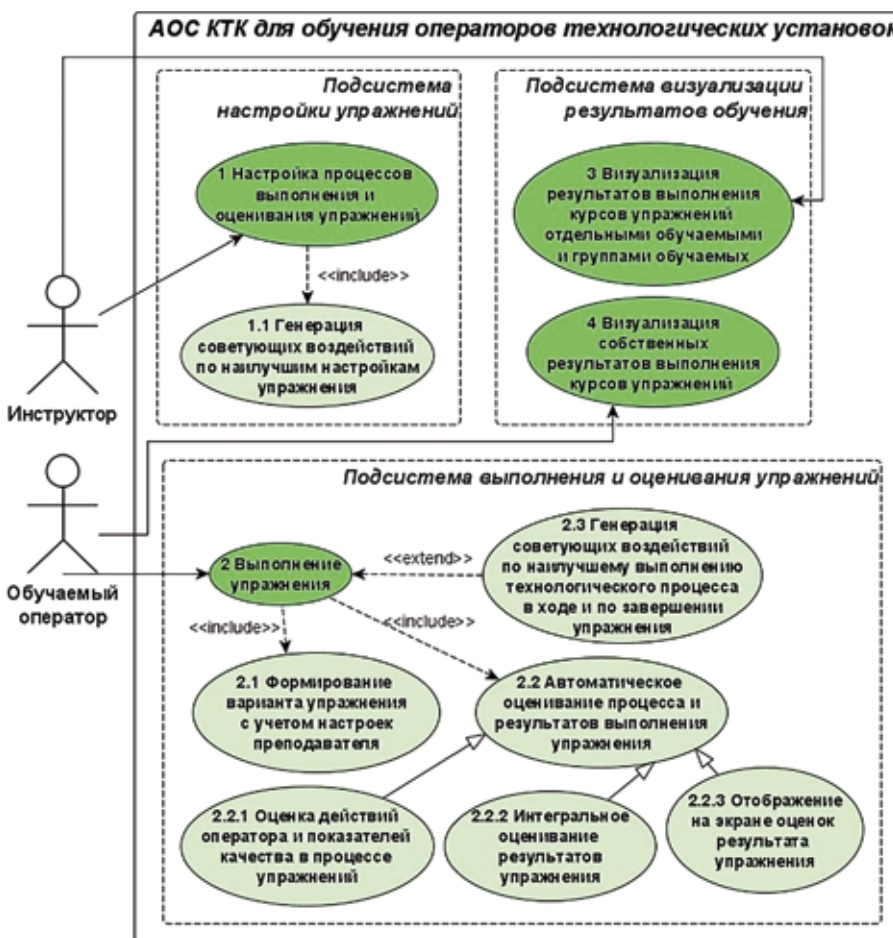 АОС КТК для обучения операторов технологических установок
Подсистема
настройки упражнений
Подсистема визуализации
результатов обучения
1 Настройка процессов
выполнения и
оценивания упражнений
<<include>>
1.1 Генерация
советующих воздействий
по наилучшим настройкам
упражнения
3 Визуализация
результатов выполнения
курсов упражнений
отдельными обучаемыми
и группами обучаемых
4 Визуализация
собственных
результатов выполнения
курсов упражнений
Инструктор
Обучаемый
оператор
Подсистема выполнения и оценивания упражнений
2 Выполнение
упражнения
<<extend>>
2.3 Генерация
советующих воздействий
по наилучшему выполнению
технологического процесса
в ходе и по завершении
упражнения
<<include>>
<<include>>
2.1 Формирование
варианта упражнения
с учетом настроек
преподавателя
2.2 Автоматическое
оценивание процесса и
результатов выполнения
упражнения
2.2.1 Оценка действий
оператора и показателей
качества в процессе
упражнений
2.2.2 Интегральное
оценивание
результатов
упражнения
2.2.3 Отображение
на экране оценок
результата
упражнения